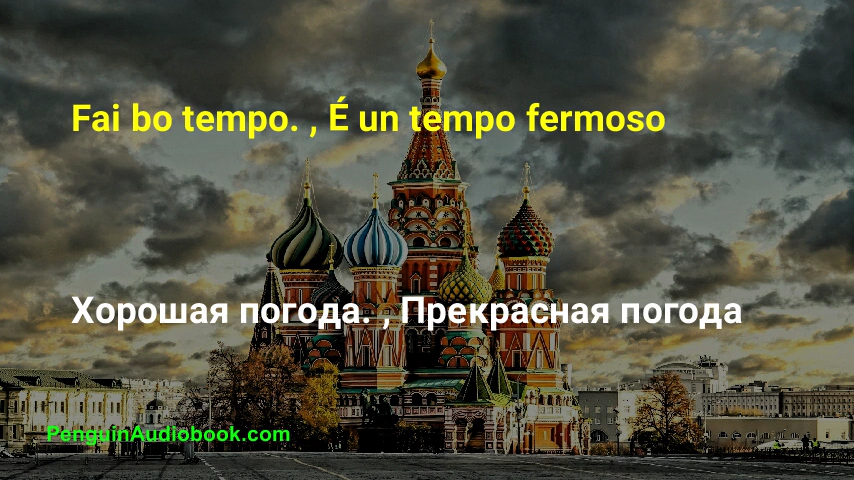 Fai bo tempo. , É un tempo fermoso
Хорошая погода. , Прекрасная погода
PenguinAudiobook.com